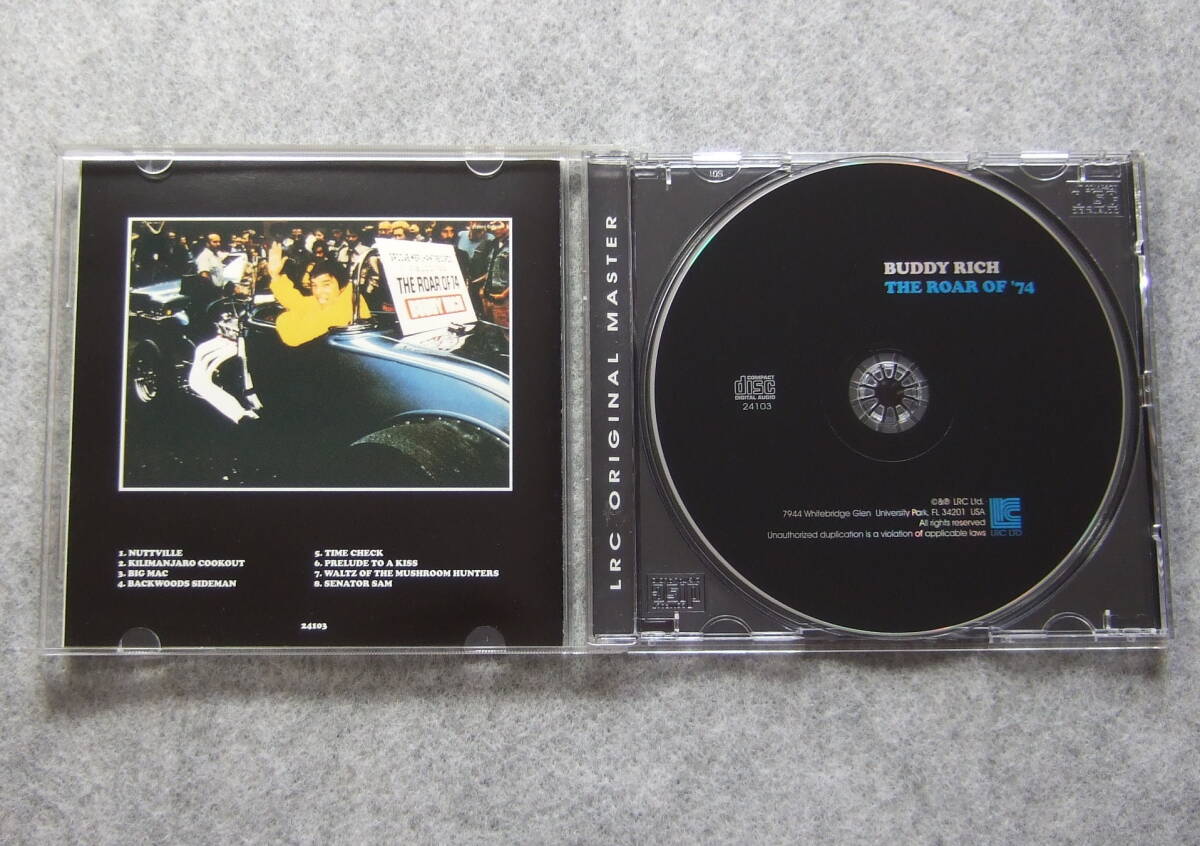 THE ROAR OF 74
BUDDY RICH
1. NUTTVILLE
2. KILIMANJARO COOKOUT
3. BIG MAC
4. BACKWOODS SIDEMAN
5. TIME CHECK
6. PRELUDE TO A KISS
7. WALTZ OF THE MUSHROOM HUNTERS
8. SENATOR SAM
24103
LRC ORIGINAL MASTER
BUDDY RICH
THE ROAR OF '74
COMPACT
disc
DIGITAL AUDIO
24103
©&℗ LRC Ltd.
7944 Whitebridge Glen University Park, FL 34201 USA
All rights reserved
Unauthorized duplication is a violation of applicable laws
LRC LTD